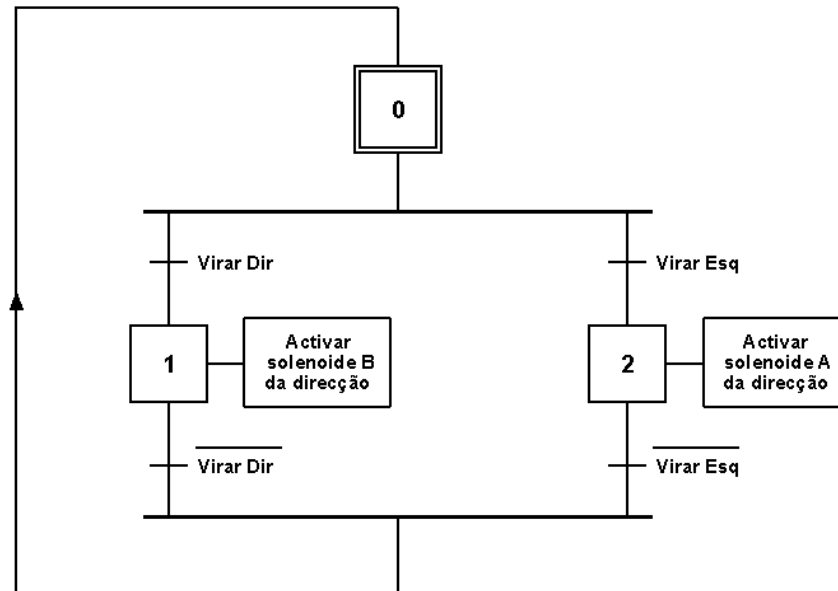 0
Virar Dir
Virar Esq
1
Activar
solenoide B
da direcção
2
Activar
solenoide A
da direcção
Virar Dir
Virar Esq